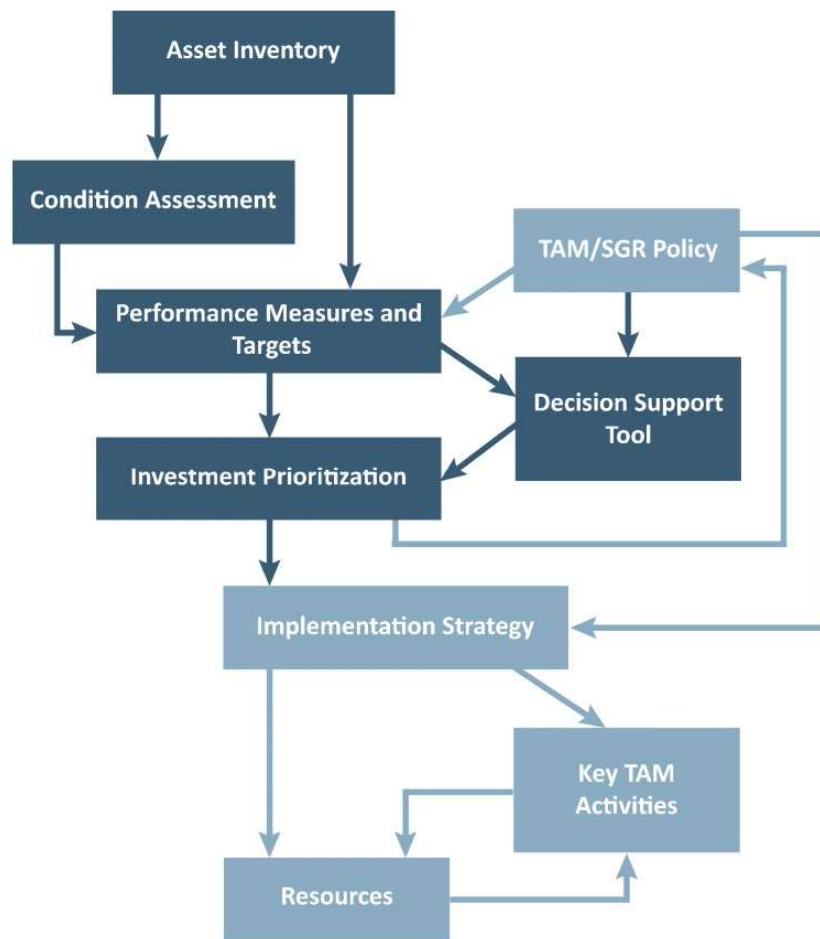 Asset Inventory
Condition Assessment
TAM/SGR Policy
Performance Measures and
Targets
Decision Support
Tool
Investment Prioritization
Implementation Strategy
Key TAM
Activities
Resources